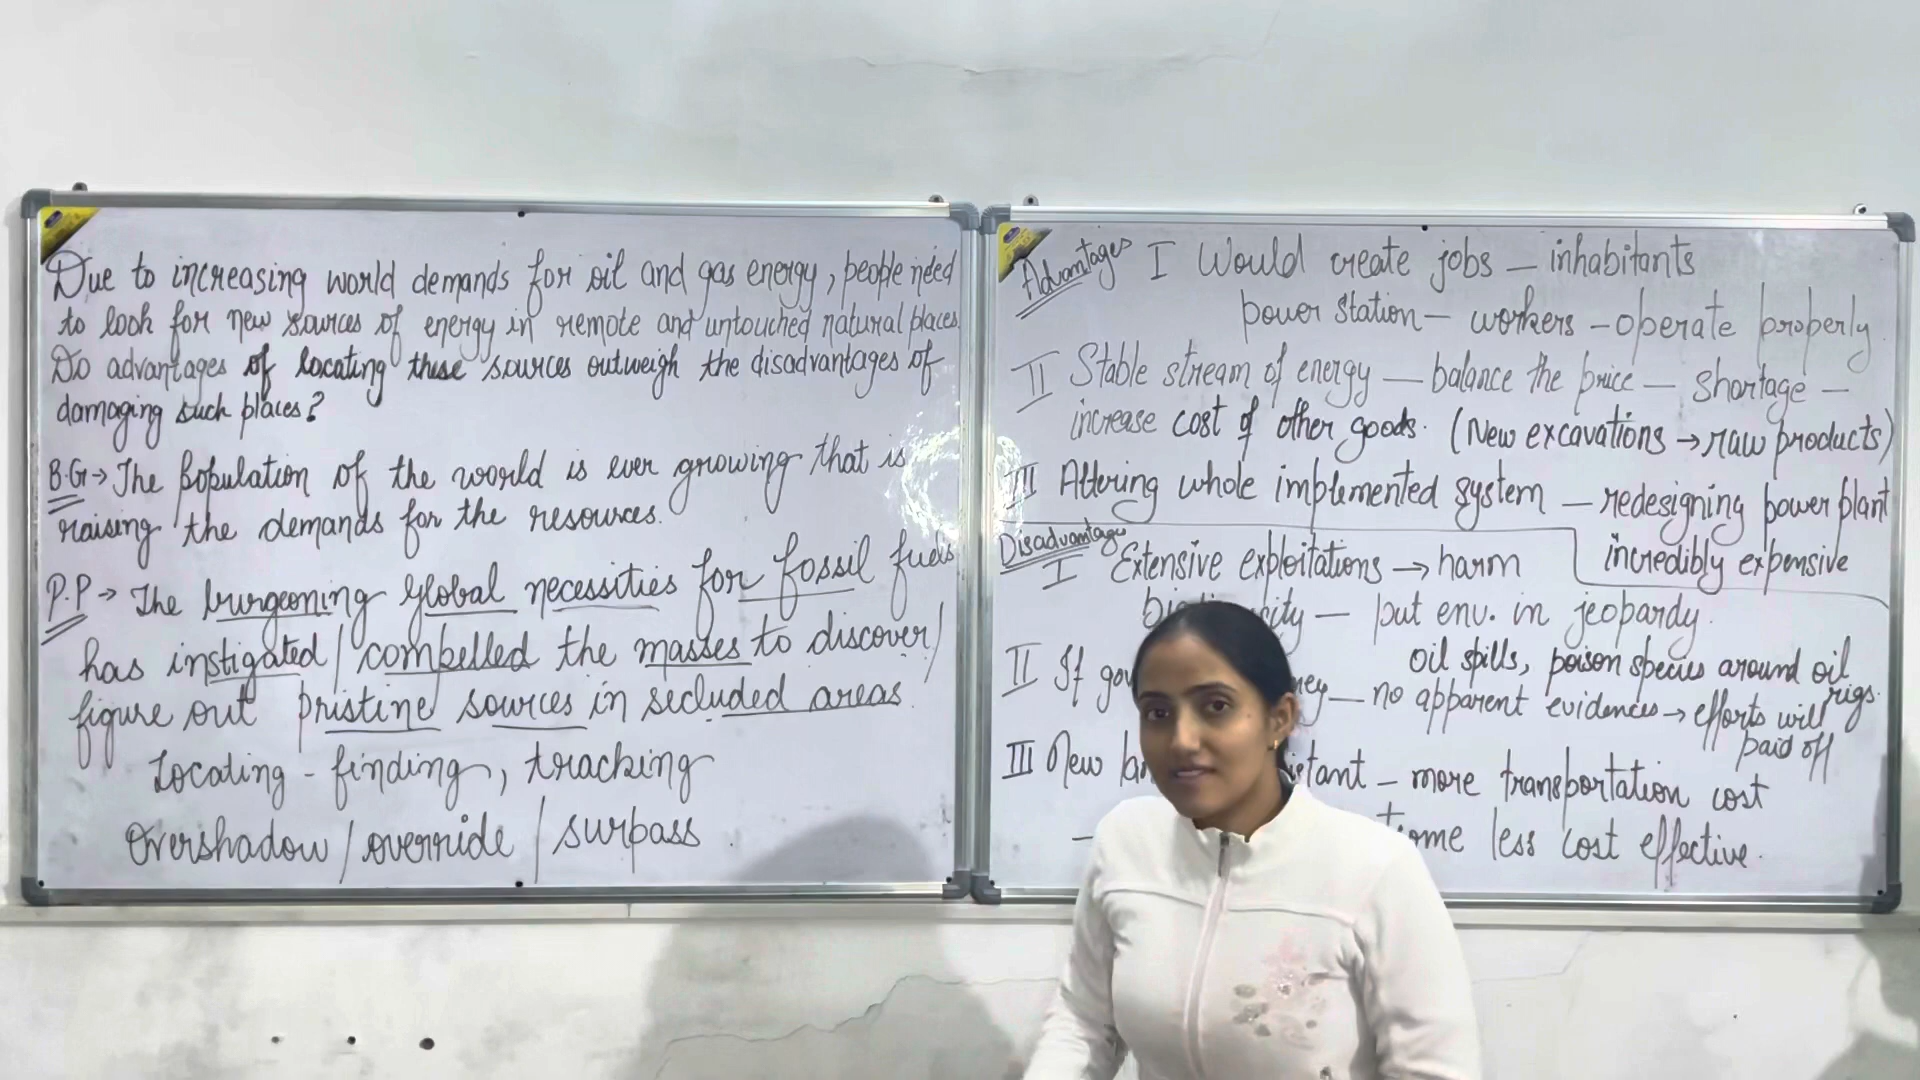 Due to increasing world demands for oil and gas energy, people need
to look for new sources of energy in remote and untouched natural places.
Do advantages of locating these sources outweigh the disadvantages of
damaging such places?
B.G → The population of the world is ever growing that is
raising the demands for the resources.
P.P → The burgeoning global necessities for fossil fuels
has instigated / compelled the masses to discover /
figure out pristine sources in secluded areas.
Locating - finding, tracking
Overshadow / override / surpass
Advantages I Would create jobs — inhabitants
power station — workers — operate properly
II Stable stream of energy — balance the price — shortage —
increase cost of other goods. (New excavations → raw products)
III Altering whole implemented system — redesigning power plant
incredibly expensive
Disadvantages
I Extensive exploitations → harm
— put env. in jeopardy.
oil spills, poison species around oil
rigs.
II If — no apparent evidences → efforts will
paid off
III New — more transportation cost
— less cost effective.